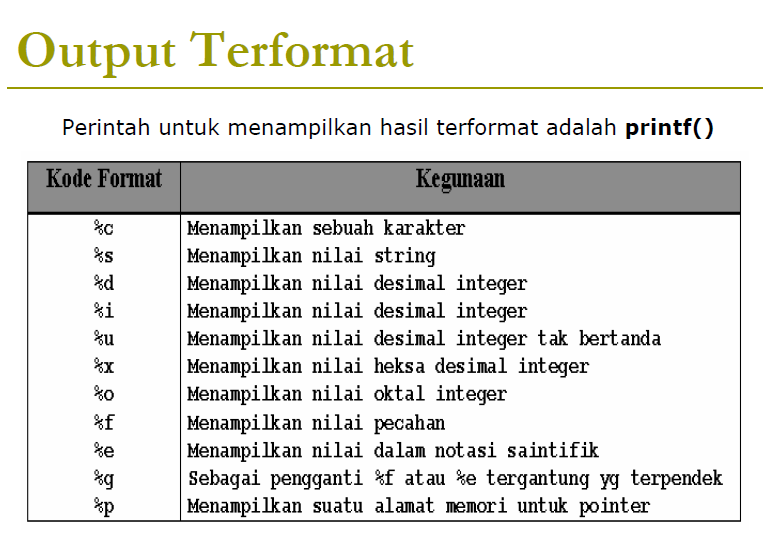 Output Terformat
Perintah untuk menampilkan hasil terformat adalah printf()
Kode Format Kegunaan
%c Menampilkan sebuah karakter
%s Menampilkan nilai string
%d Menampilkan nilai desimal integer
%i Menampilkan nilai desimal integer
%u Menampilkan nilai desimal integer tak bertanda
%x Menampilkan nilai heksa desimal integer
%o Menampilkan nilai oktal integer
%f Menampilkan nilai pecahan
%e Menampilkan nilai dalam notasi saintifik
%g Sebagai pengganti %f atau %e tergantung yg terpendek
%p Menampilkan suatu alamat memori untuk pointer